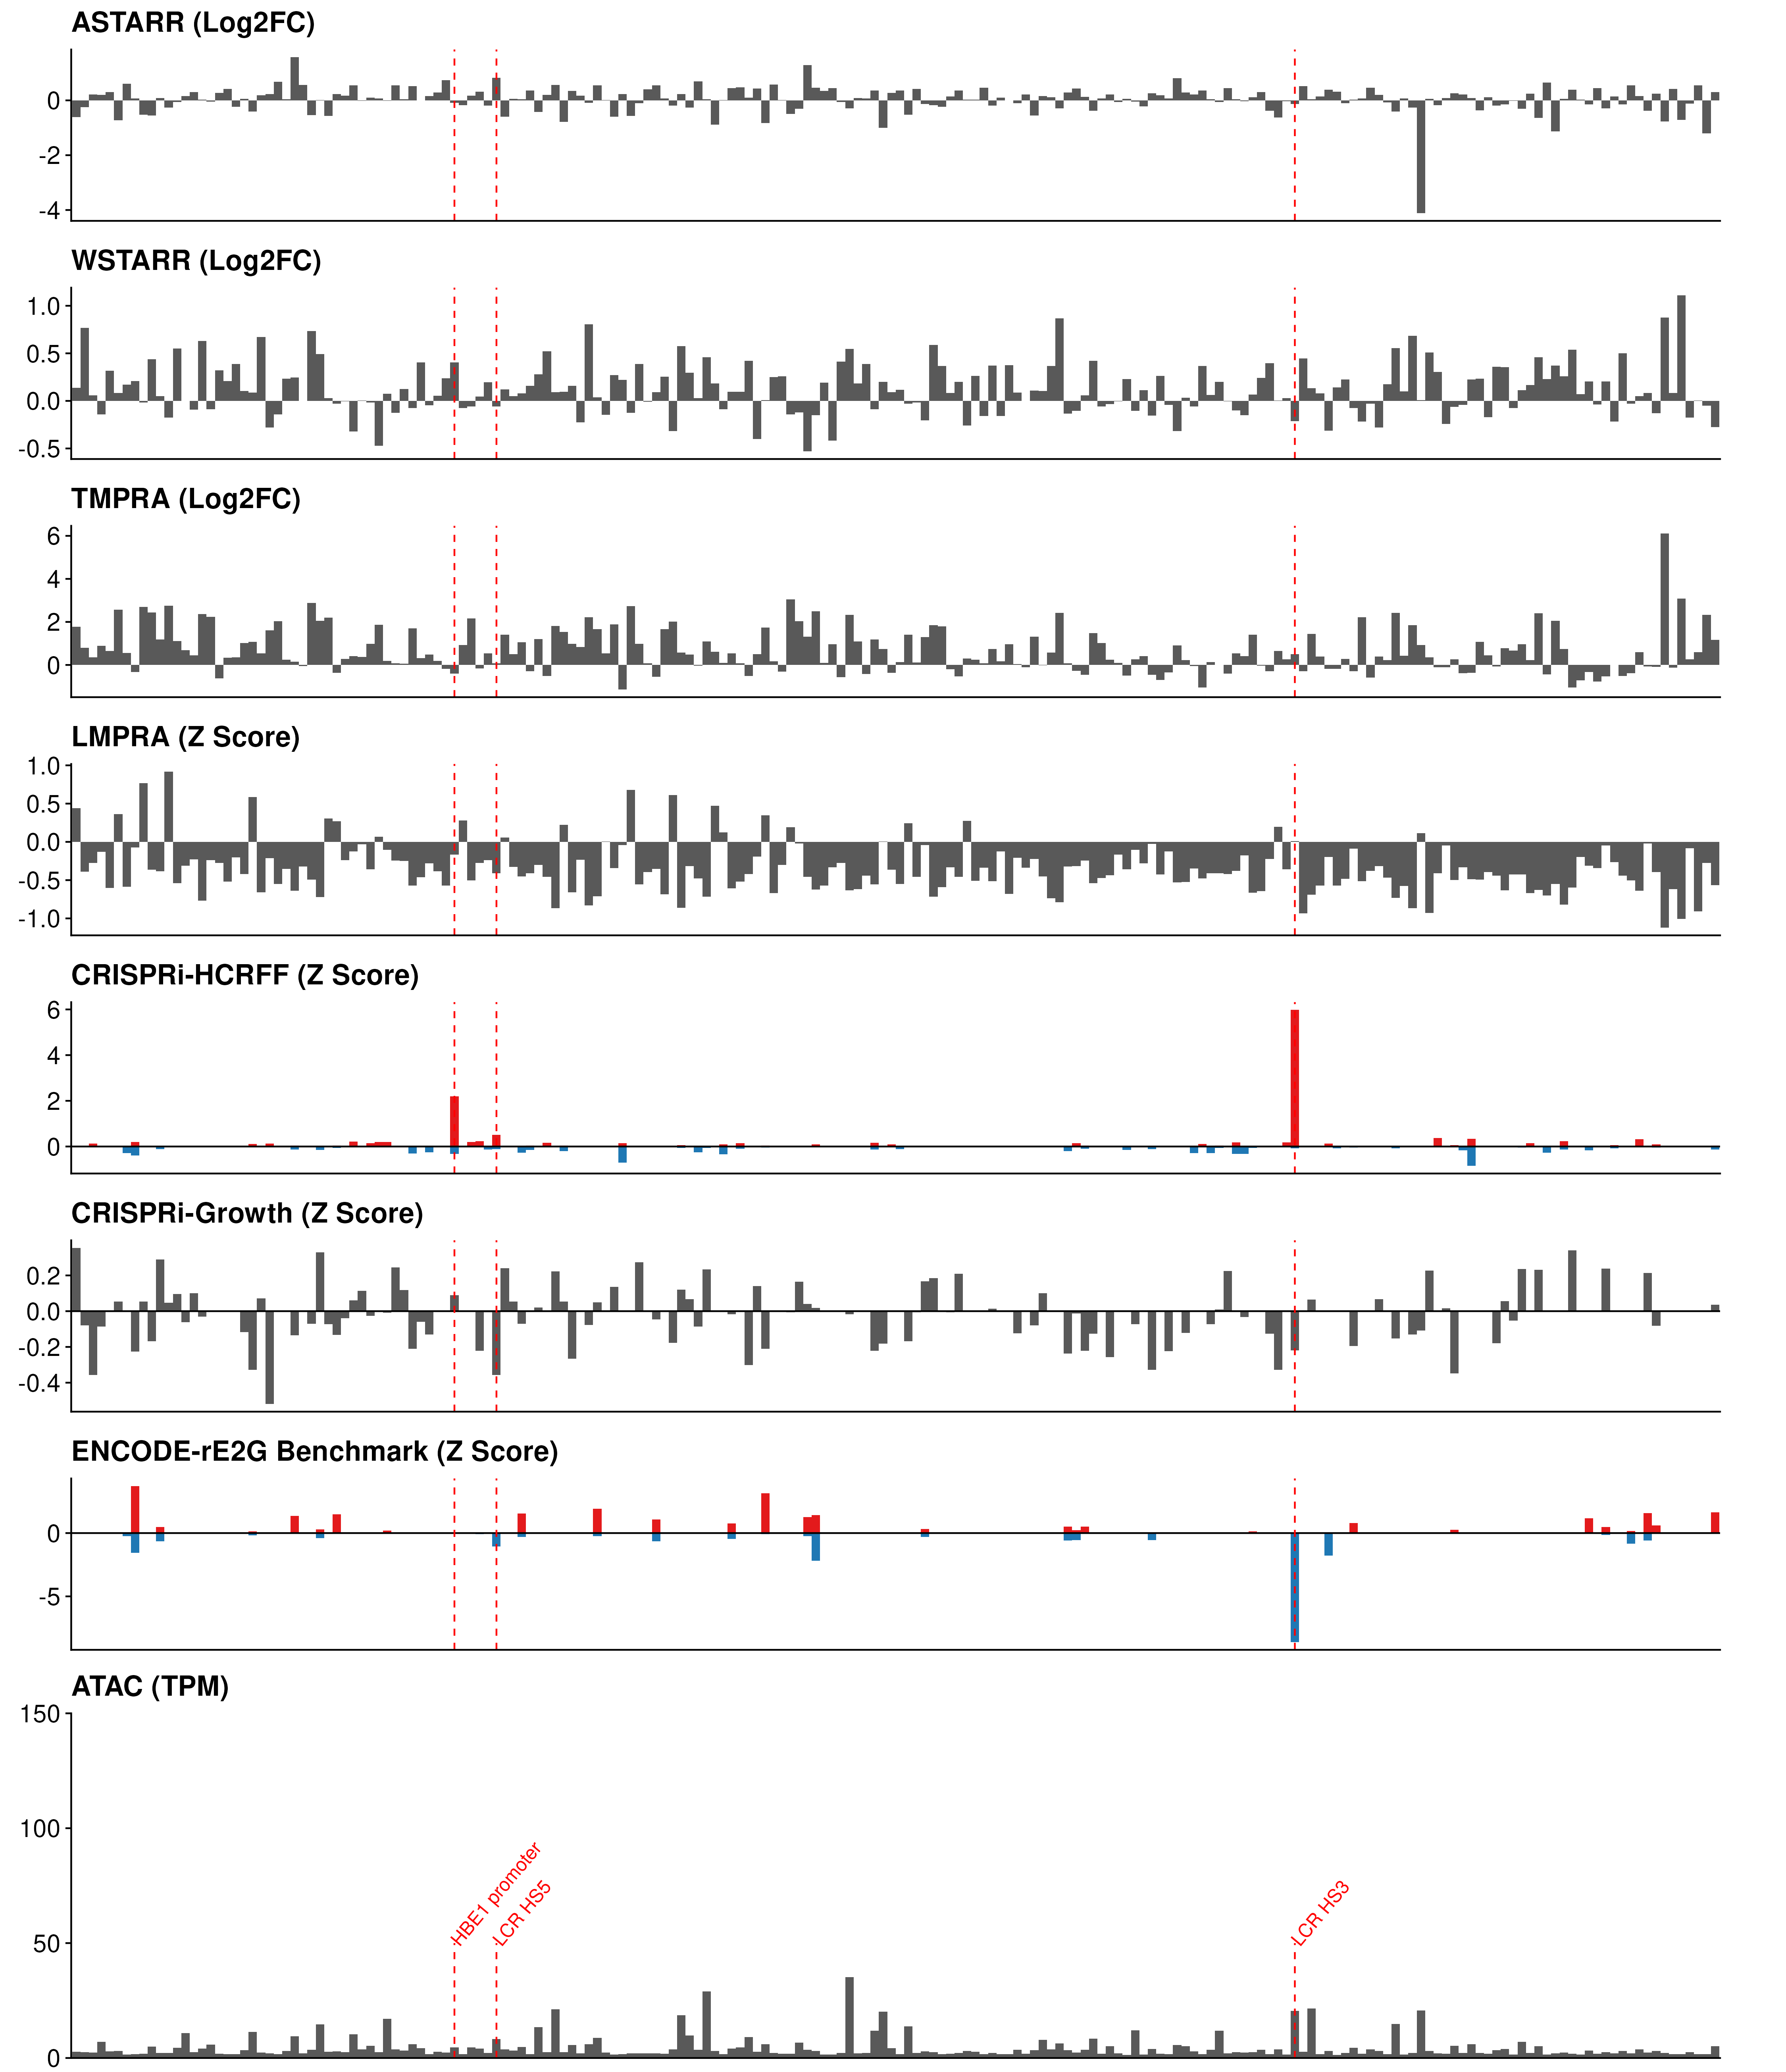 ASTARR (Log2FC)
0
-2
-4
WSTARR (Log2FC)
1.0
0.5
0.0
-0.5
TMPRA (Log2FC)
6
4
2
0
LMPRA (Z Score)
1.0
0.5
0.0
-0.5
-1.0
CRISPRi-HCRFF (Z Score)
6
4
2
0
CRISPRi-Growth (Z Score)
0.2
0.0
-0.2
-0.4
ENCODE-rE2G Benchmark (Z Score)
0
-5
ATAC (TPM)
150
100
50
0
HBE1 promoter
LCR HS5
LCR HS3